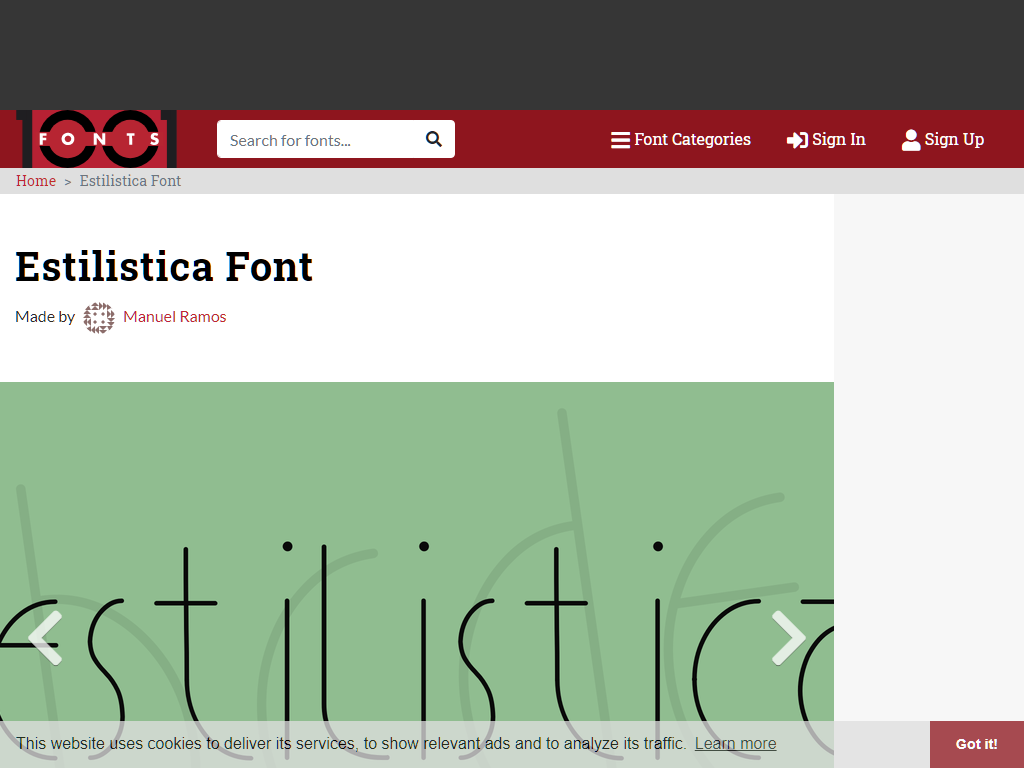 1001 FONTS
Search for fonts...
Font Categories
Sign In
Sign Up
Home > Estilistica Font
Estilistica Font
Made by Manuel Ramos
estilistica
This website uses cookies to deliver its services, to show relevant ads and to analyze its traffic. Learn more
Got it!